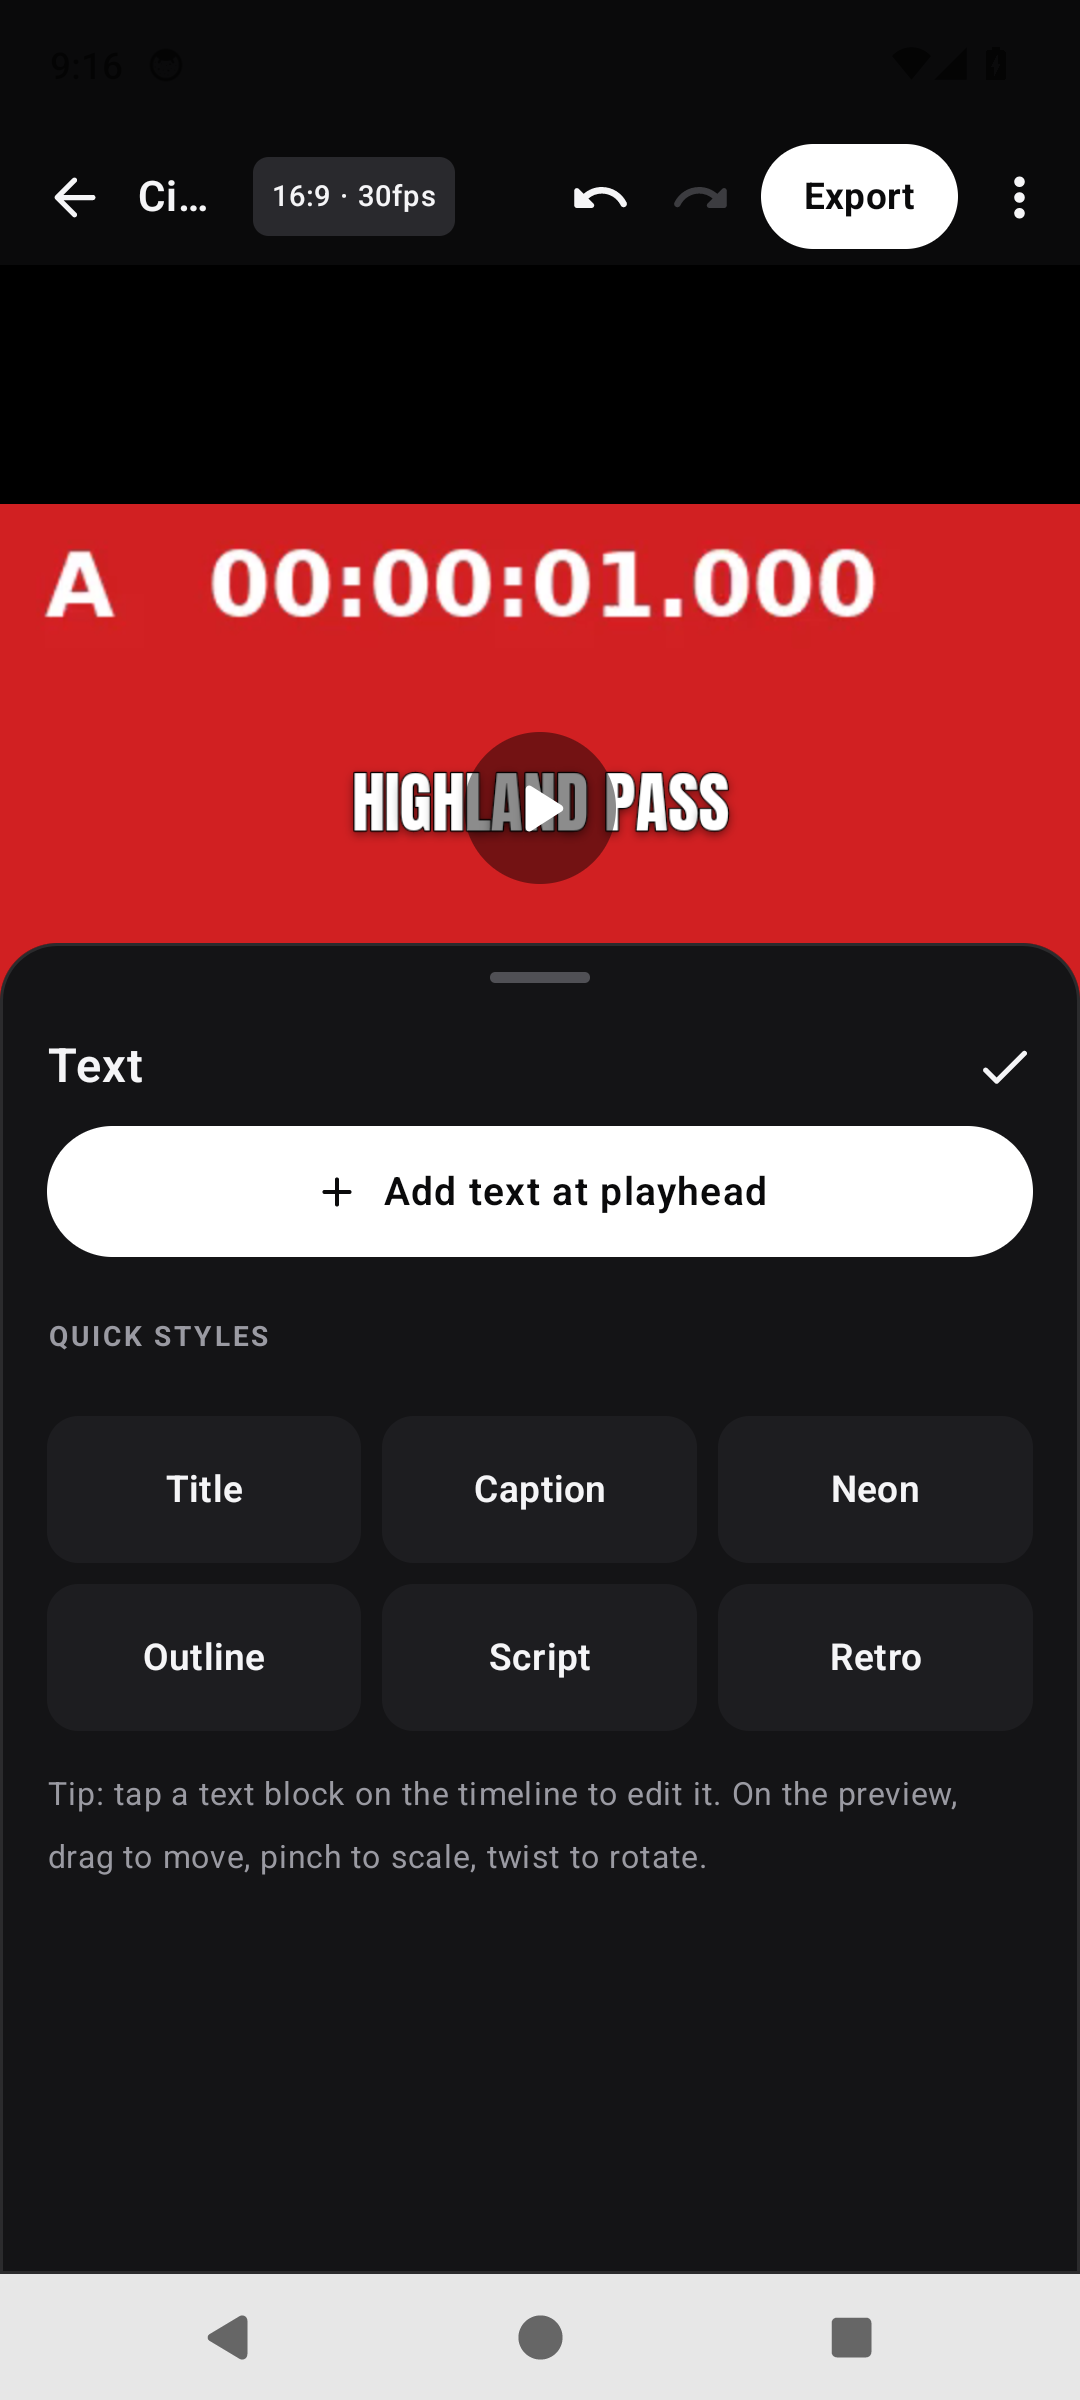 9:16
Ci... 16:9 · 30fps Export
A 00:00:01.000
HIGHLAND PASS
Text
+ Add text at playhead
QUICK STYLES
Title Caption Neon
Outline Script Retro
Tip: tap a text block on the timeline to edit it. On the preview,
drag to move, pinch to scale, twist to rotate.